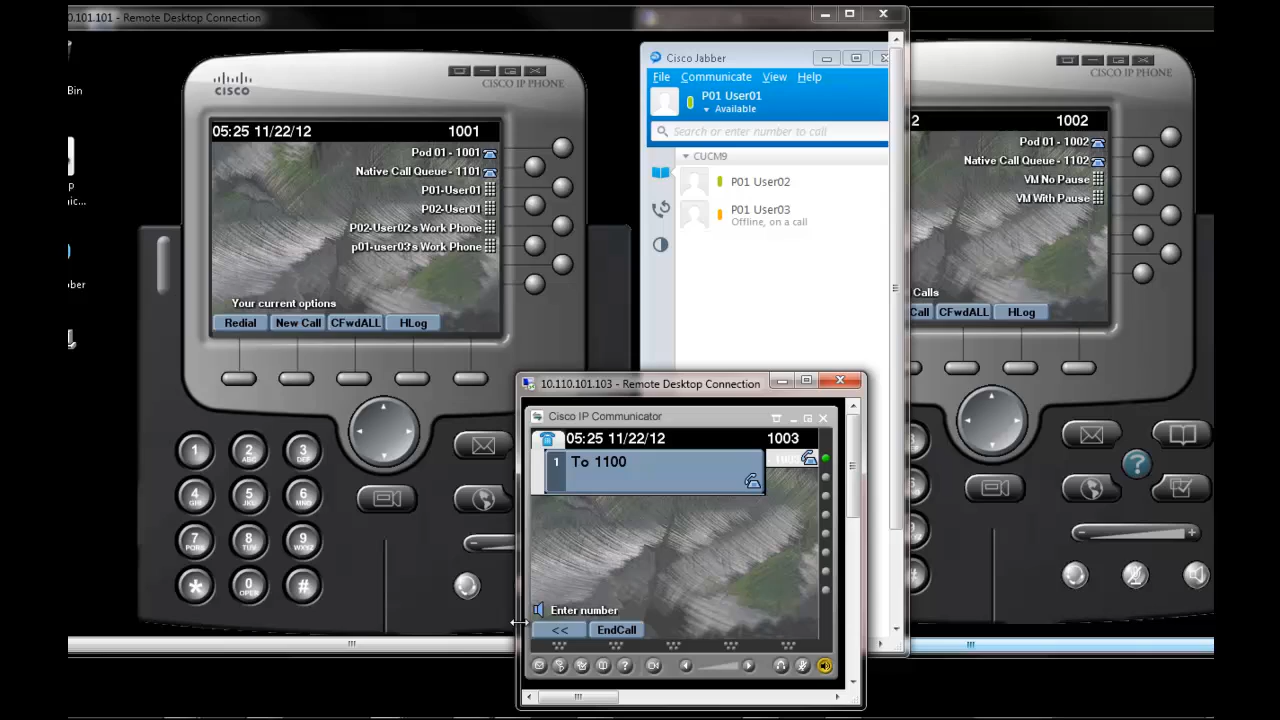 0.101.101 - Remote Desktop Connection
Bin
ber
CISCO
CISCO IP PHONE
05:25 11/22/12 1001
Pod 01 - 1001
Native Call Queue - 1101
P01-User01
P02-User01
P02-User02's Work Phone
p01-user03's Work Phone
Your current options
Redial New Call CFwdALL HLog
1 2 ABC 3 DEF
4 GHI 5 JKL 6 MNO
7 PQRS 8 TUV 9 WXYZ
* 0 OPER #
Cisco Jabber
File Communicate View Help
P01 User01
Available
Search or enter number to call
CUCM9
P01 User02
P01 User03
Offline, on a call
CISCO IP PHONE
2 1002
Pod 01 - 1002
Native Call Queue - 1102
VM No Pause
VM With Pause
Calls
Call CFwdALL HLog
?
- +
10.110.101.103 - Remote Desktop Connection
Cisco IP Communicator
05:25 11/22/12 1003
1 To 1100
Enter number
<< EndCall
?